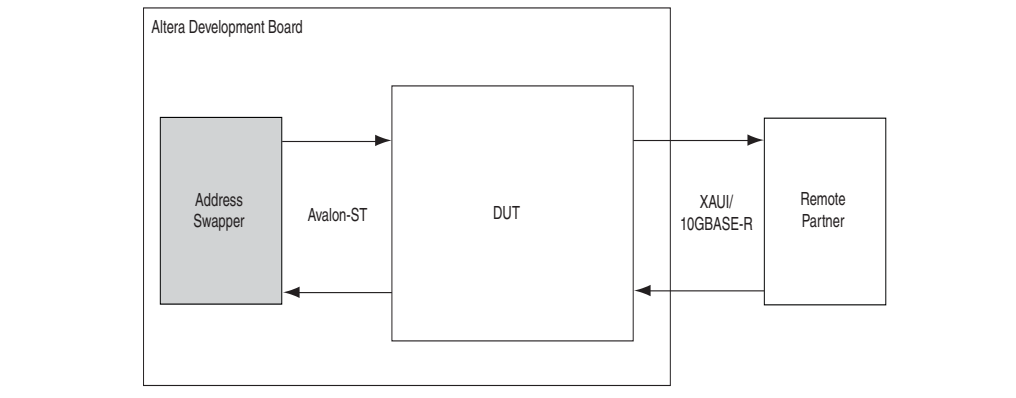 Altera Development Board
Address
Swapper
Avalon-ST
DUT
XAUI/
10GBASE-R
Remote
Partner